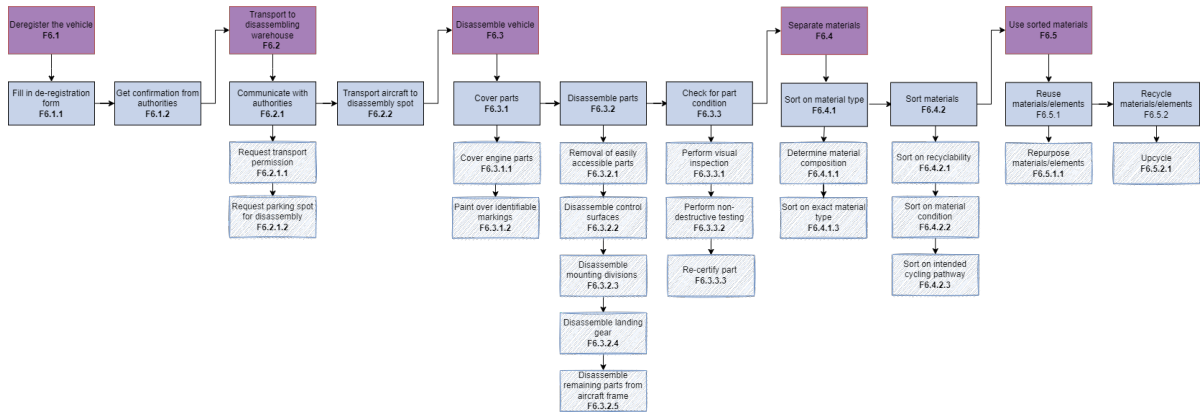 Deregister the vehicle
F6.1
Transport to
disassembling
warehouse
F6.2
Disassemble vehicle
F6.3
Separate materials
F6.4
Use sorted materials
F6.5
Fill in de-registration
form
F6.1.1
Get confirmation from
authorities
F6.1.2
Communicate with
authorities
F6.2.1
Transport aircraft to
disassembly spot
F6.2.2
Cover parts
F6.3.1
Disassemble parts
F6.3.2
Check for part
condition
F6.3.3
Sort on material type
F6.4.1
Sort materials
F6.4.2
Reuse
materials/elements
F6.5.1
Recycle
materials/elements
F6.5.2
Request transport
permission
F6.2.1.1
Request parking spot
for disassembly
F6.2.1.2
Cover engine parts
F6.3.1.1
Paint over identifiable
markings
F6.3.1.2
Removal of easily
accessible parts
F6.3.2.1
Disassemble control
surfaces
F6.3.2.2
Disassemble
mounting divisions
F6.3.2.3
Disassemble landing
gear
F6.3.2.4
Disassemble
remaining parts from
aircraft frame
F6.3.2.5
Perform visual
inspection
F6.3.3.1
Perform non-
destructive testing
F6.3.3.2
Re-certify part
F6.3.3.3
Determine material
composition
F6.4.1.1
Sort on exact material
type
F6.4.1.3
Sort on recyclability
F6.4.2.1
Sort on material
condition
F6.4.2.2
Sort on intended
cycling pathway
F6.4.2.3
Repurpose
materials/elements
F6.5.1.1
Upcycle
F6.5.2.1